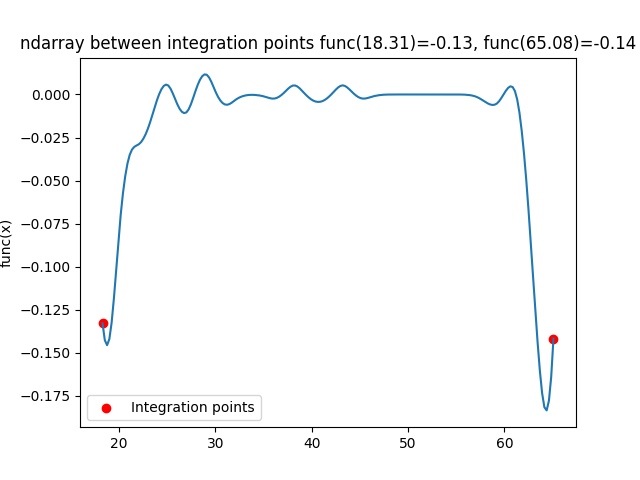 ndarray between integration points func(18.31)=-0.13, func(65.08)=-0.14
0.000
−0.025
−0.050
−0.075
−0.100
−0.125
−0.150
−0.175
func(x)
Integration points
20 30 40 50 60